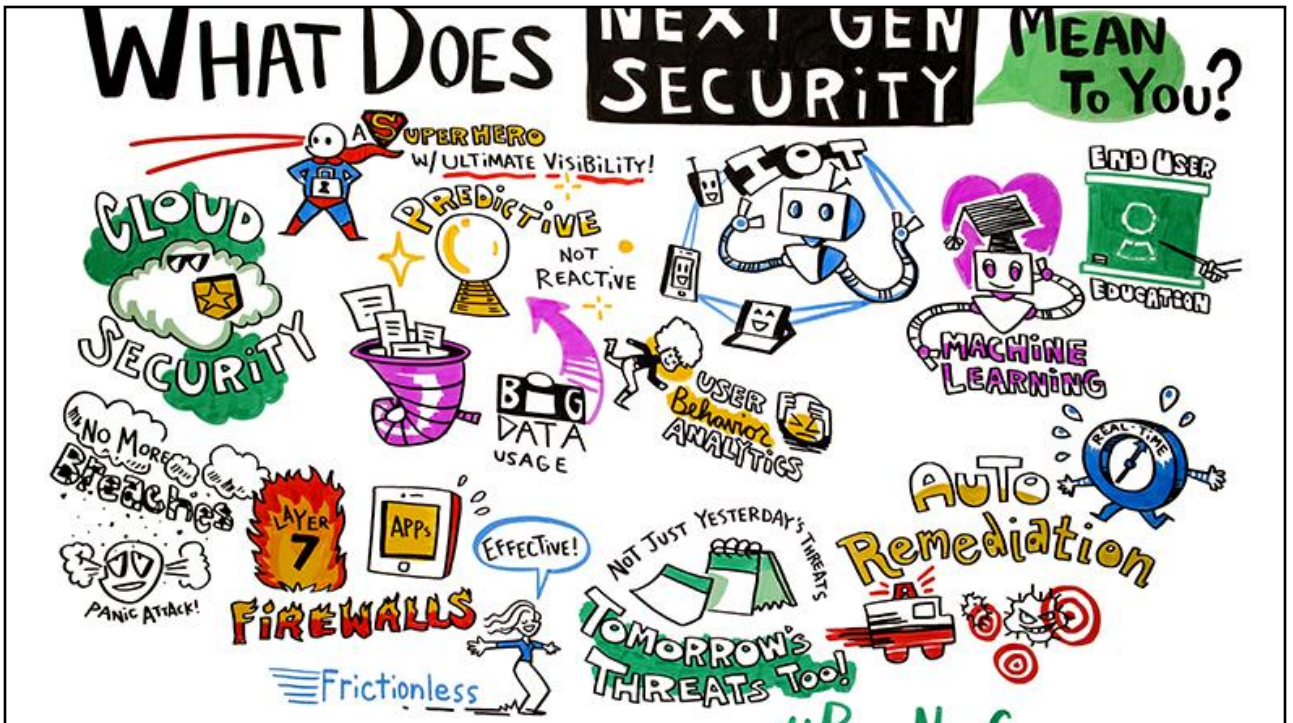 WHAT DOES NEXT GEN SECURITY MEAN TO YOU?
A SUPERHERO
W/ ULTIMATE VISIBILITY!
CLOUD
SECURITY
PREDICTIVE
NOT
REACTIVE
IOT
END USER
EDUCATION
MACHINE
LEARNING
BIG
DATA
USAGE
USER
Behavior
ANALYTICS
NO MORE
Breaches
PANIC ATTACK!
LAYER
7
APPs
FIREWALLS
EFFECTIVE!
Frictionless
NOT JUST YESTERDAY'S THREATS
TOMORROW'S
THREATS TOO!
REAL-TIME
AUTO
Remediation